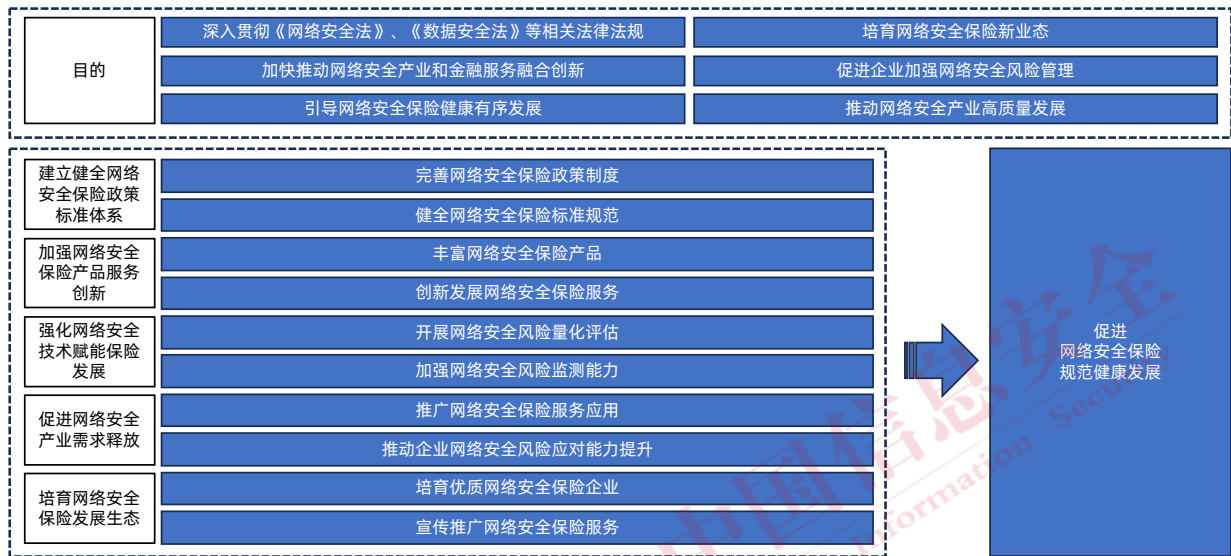 目的
深入贯彻《网络安全法》、《数据安全法》等相关法律法规
培育网络安全保险新业态
加快推动网络安全产业和金融服务融合创新
促进企业加强网络安全风险管理
引导网络安全保险健康有序发展
推动网络安全产业高质量发展
建立健全网络
安全保险政策
标准体系
完善网络安全保险政策制度
健全网络安全保险标准规范
加强网络安全
保险产品服务
创新
丰富网络安全保险产品
创新发展网络安全保险服务
强化网络安全
技术赋能保险
发展
开展网络安全风险量化评估
加强网络安全风险监测能力
促进网络安全
产业需求释放
推广网络安全保险服务应用
推动企业网络安全风险应对能力提升
培育网络安全
保险发展生态
培育优质网络安全保险企业
宣传推广网络安全保险服务
促进
网络安全保险
规范健康发展
中国信息安全
Information Security